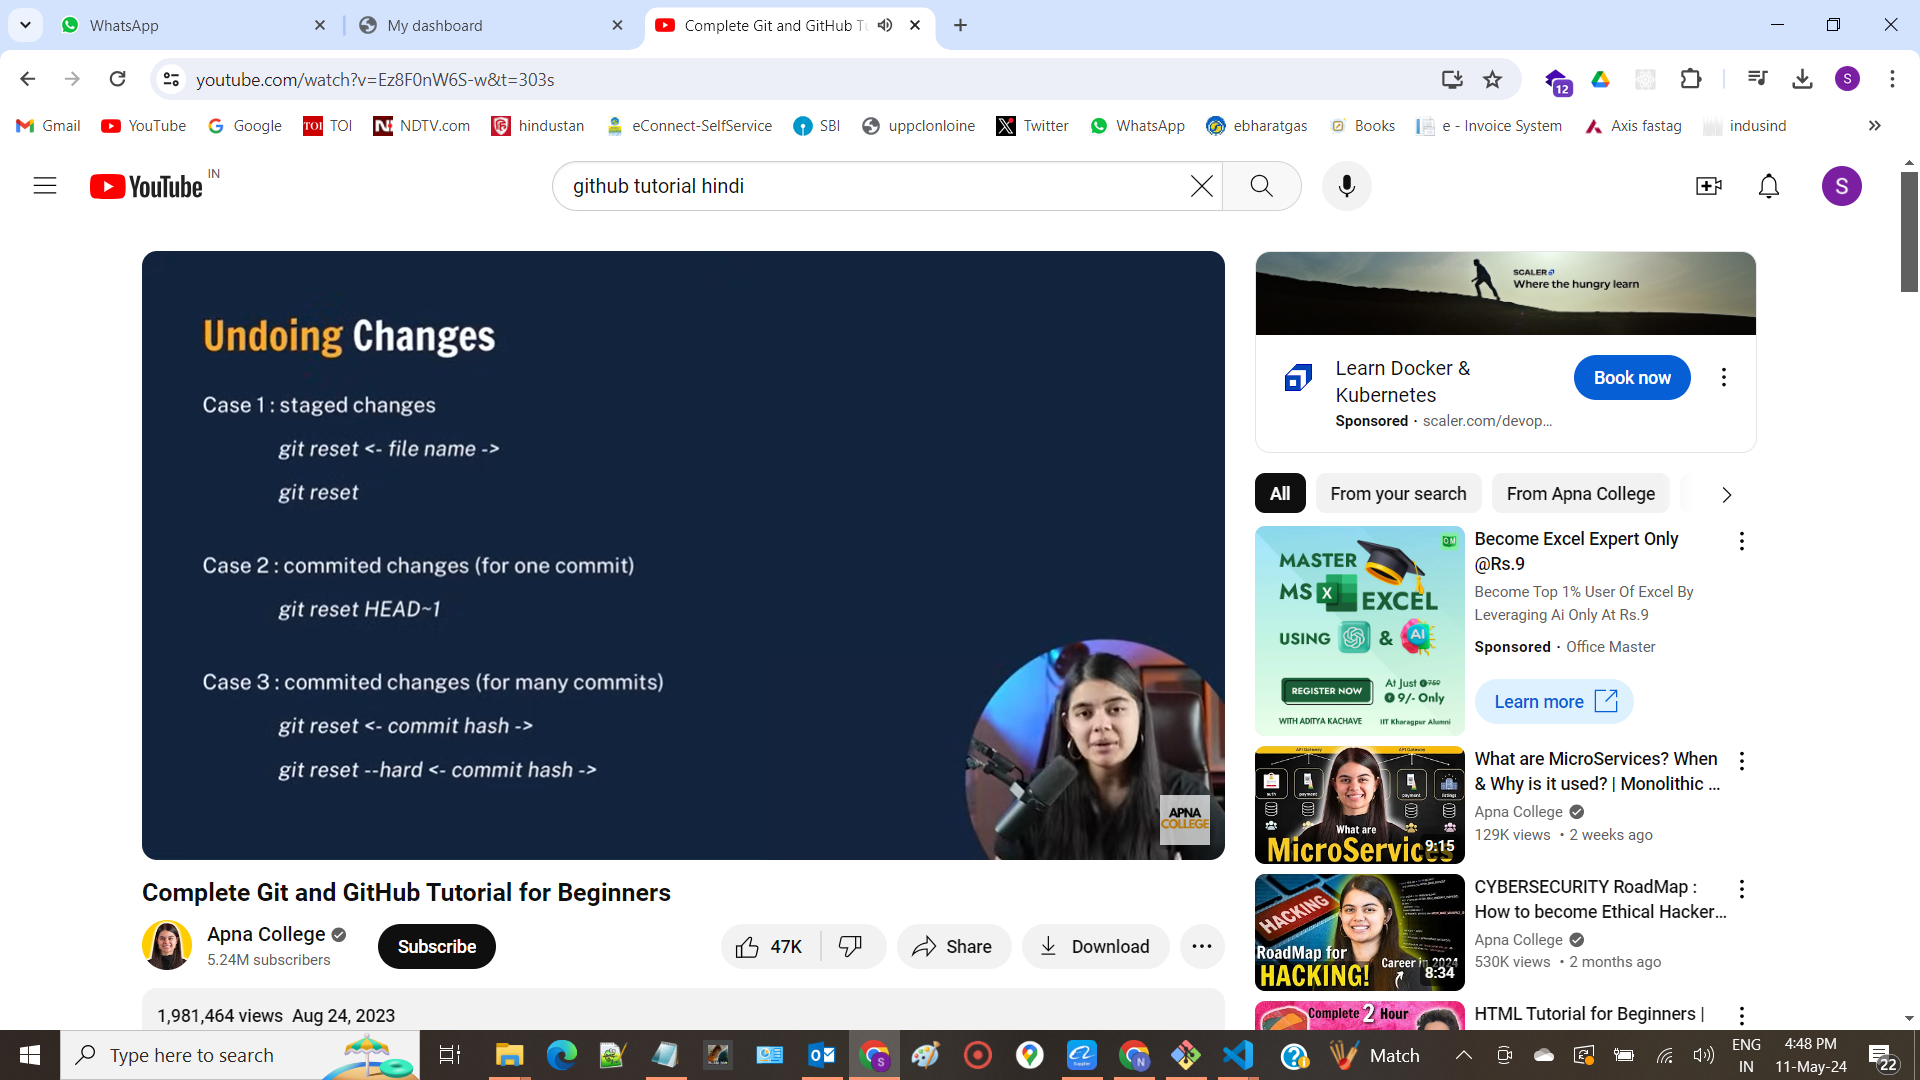 WhatsApp
My dashboard
Complete Git and GitHub Tu
youtube.com/watch?v=Ez8F0nW6S-w&t=303s
12
S
Gmail
YouTube
Google
TOI TOI
NDTV.com
hindustan
eConnect-SelfService
SBI
uppclonloine
Twitter
WhatsApp
ebharatgas
Books
e - Invoice System
Axis fastag
indusind
YouTube IN
github tutorial hindi
S
Undoing Changes
Case 1 : staged changes
git reset <- file name ->
git reset
Case 2 : commited changes (for one commit)
git reset HEAD~1
Case 3 : commited changes (for many commits)
git reset <- commit hash ->
git reset --hard <- commit hash ->
APNA
COLLEGE
Complete Git and GitHub Tutorial for Beginners
Apna College
5.24M subscribers
Subscribe
47K
Share
Download
1,981,464 views Aug 24, 2023
SCALER
Where the hungry learn
Learn Docker &
Kubernetes
Sponsored · scaler.com/devop...
Book now
All
From your search
From Apna College
MASTER
MS X EXCEL
USING & AI
REGISTER NOW
At Just ₹750
₹ 9/- Only
WITH ADITYA KACHAVE
IIT Kharagpur Alumni
OM
Become Excel Expert Only
@Rs.9
Become Top 1% User Of Excel By
Leveraging Ai Only At Rs.9
Sponsored · Office Master
Learn more
API Gateway
API Gateway
payment
payment
What are
MicroServices
9:15
What are MicroServices? When
& Why is it used? | Monolithic ...
Apna College
129K views • 2 weeks ago
HACKING
RoadMap for
HACKING!
Career in 2024
8:34
CYBERSECURITY RoadMap :
How to become Ethical Hacker...
Apna College
530K views • 2 months ago
Complete 2 Hour
HTML Tutorial for Beginners |
Type here to search
Match
ENG
IN
4:48 PM
11-May-24
22